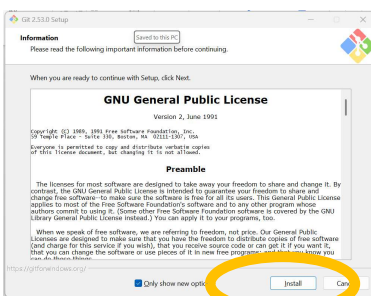 Git 2.53.0 Setup
Information
Saved to this PC
Please read the following important information before continuing.
When you are ready to continue with Setup, click Next.
GNU General Public License
Version 2, June 1991
Copyright (C) 1989, 1991 Free Software Foundation, Inc.
59 Temple Place - Suite 330, Boston, MA  02111-1307, USA
Everyone is permitted to copy and distribute verbatim copies
of this license document, but changing it is not allowed.
Preamble
The licenses for most software are designed to take away your freedom to share and change it. By
contrast, the GNU General Public License is intended to guarantee your freedom to share and
change free software--to make sure the software is free for all its users. This General Public License
applies to most of the Free Software Foundation's software and to any other program whose
authors commit to using it. (Some other Free Software Foundation software is covered by the GNU
Library General Public License instead.) You can apply it to your programs, too.
When we speak of free software, we are referring to freedom, not price. Our General Public
Licenses are designed to make sure that you have the freedom to distribute copies of free software
(and charge for this service if you wish), that you receive source code or can get it if you want it,
that you can change the software or use pieces of it in new free programs; and that you know you
can do these things.
https://gitforwindows.org/
Only show new opti
Install
Canc